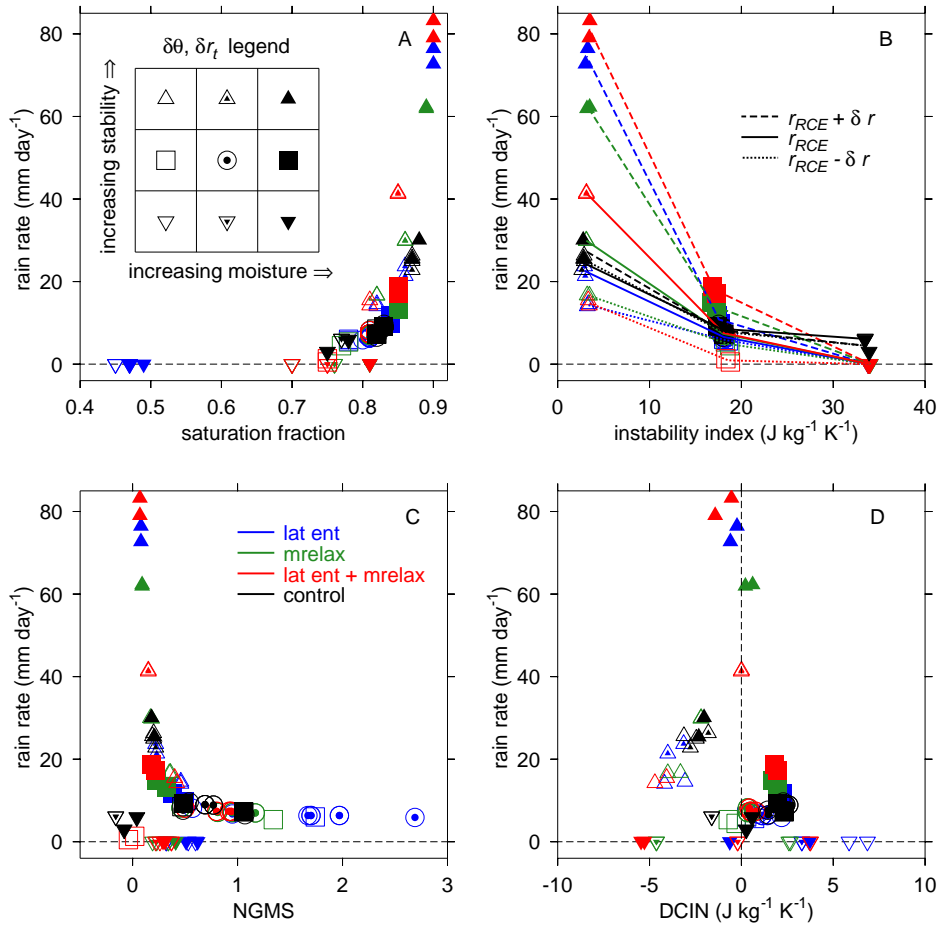 80
60
40
20
0
rain rate (mm day⁻¹)
0.4 0.5 0.6 0.7 0.8 0.9
saturation fraction
A
δθ, δr_t legend
increasing stability ⇒
increasing moisture ⇒
80
60
40
20
0
rain rate (mm day⁻¹)
0 10 20 30 40
instability index (J kg⁻¹ K⁻¹)
B
r_RCE + δ r
r_RCE
r_RCE - δ r
80
60
40
20
0
rain rate (mm day⁻¹)
0 1 2 3
NGMS
C
lat ent
mrelax
lat ent + mrelax
control
80
60
40
20
0
rain rate (mm day⁻¹)
-10 -5 0 5 10
DCIN (J kg⁻¹ K⁻¹)
D